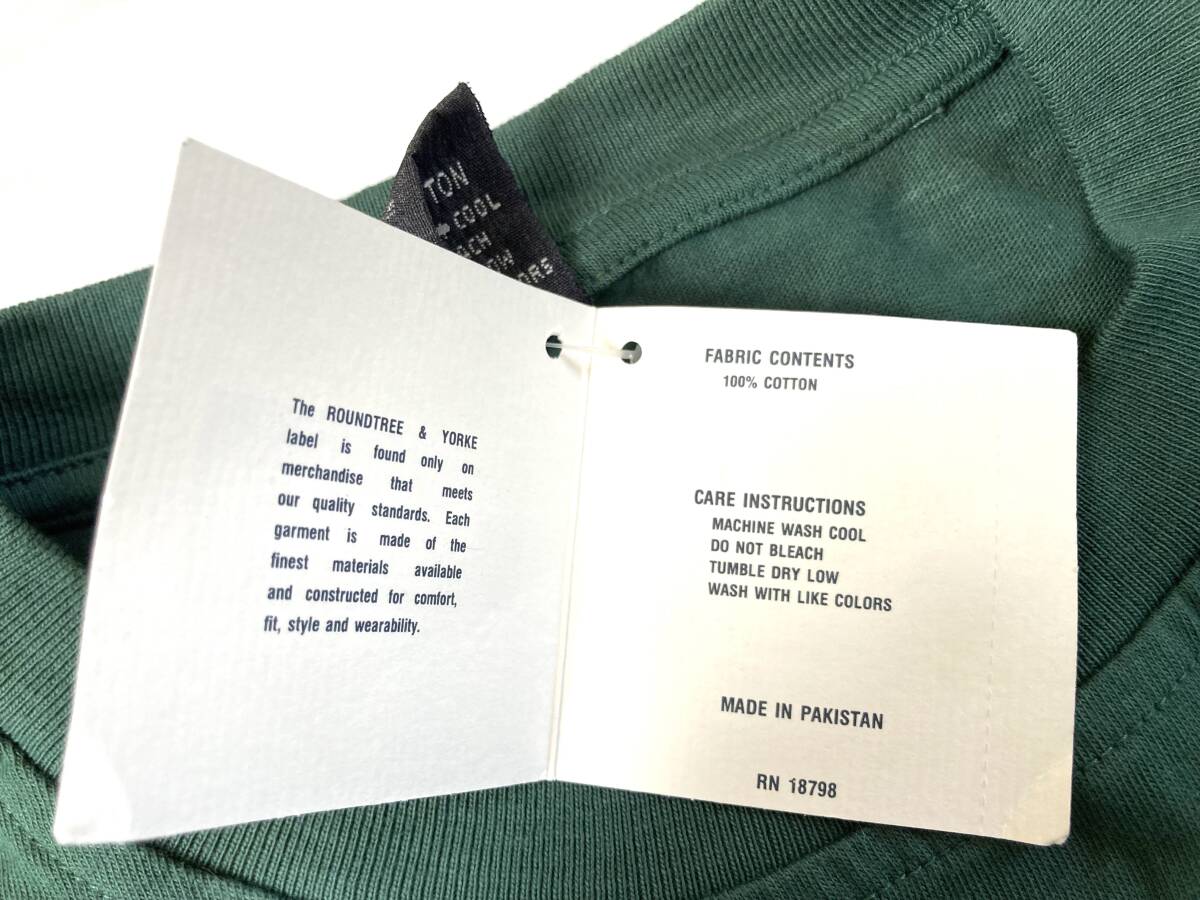 TON
COOL
The ROUNDTREE & YORKE
label is found only on
merchandise that meets
our quality standards. Each
garment is made of the
finest materials available
and constructed for comfort,
fit, style and wearability.
FABRIC CONTENTS
100% COTTON
CARE INSTRUCTIONS
MACHINE WASH COOL
DO NOT BLEACH
TUMBLE DRY LOW
WASH WITH LIKE COLORS
MADE IN PAKISTAN
RN 18798